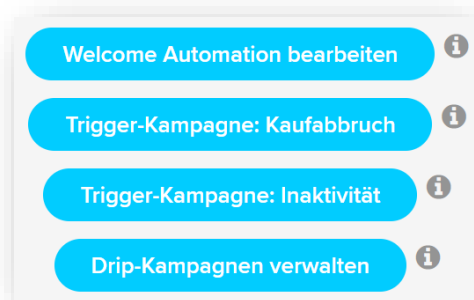 Welcome Automation bearbeiten
Trigger-Kampagne: Kaufabbruch
Trigger-Kampagne: Inaktivität
Drip-Kampagnen verwalten